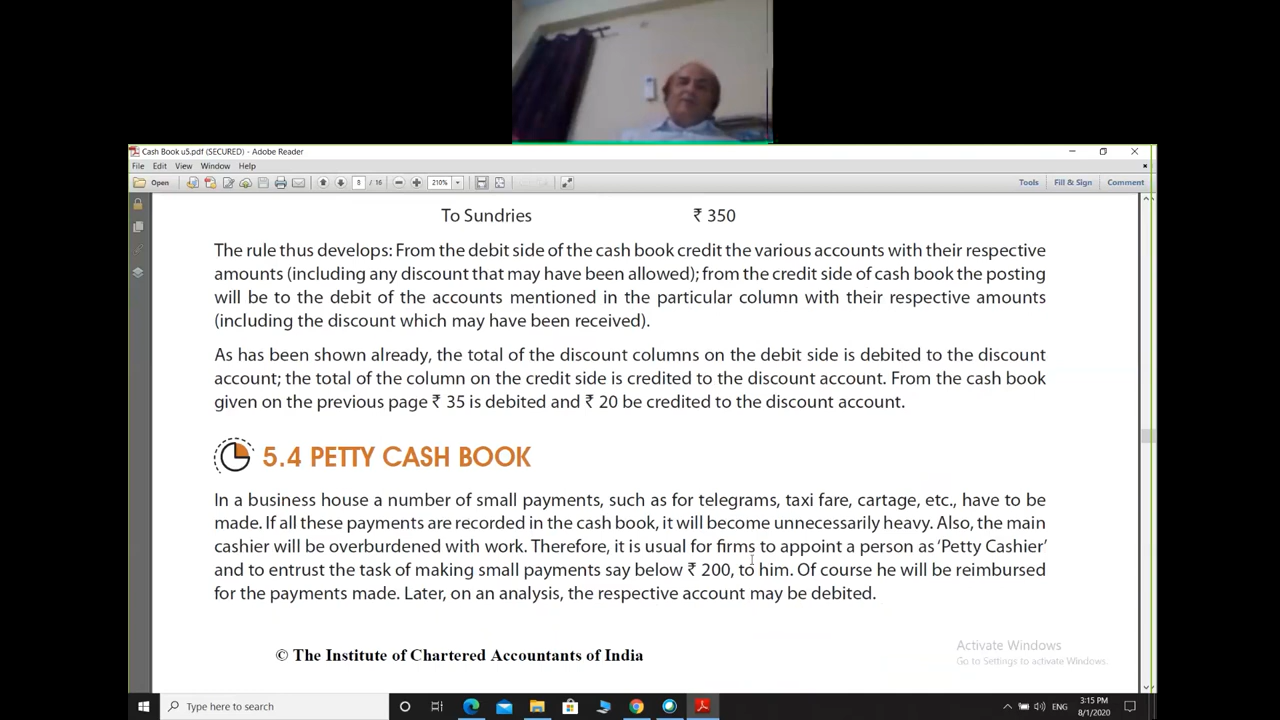 Cash Book u5.pdf (SECURED) - Adobe Reader
File Edit View Window Help
Open 8 / 16 210% Tools Fill & Sign Comment
To Sundries ₹ 350
The rule thus develops: From the debit side of the cash book credit the various accounts with their respective
amounts (including any discount that may have been allowed); from the credit side of cash book the posting
will be to the debit of the accounts mentioned in the particular column with their respective amounts
(including the discount which may have been received).
As has been shown already, the total of the discount columns on the debit side is debited to the discount
account; the total of the column on the credit side is credited to the discount account. From the cash book
given on the previous page ₹ 35 is debited and ₹ 20 be credited to the discount account.
5.4 PETTY CASH BOOK
In a business house a number of small payments, such as for telegrams, taxi fare, cartage, etc., have to be
made. If all these payments are recorded in the cash book, it will become unnecessarily heavy. Also, the main
cashier will be overburdened with work. Therefore, it is usual for firms to appoint a person as ‘Petty Cashier’
and to entrust the task of making small payments say below ₹ 200, to him. Of course he will be reimbursed
for the payments made. Later, on an analysis, the respective account may be debited.
© The Institute of Chartered Accountants of India
Activate Windows
Go to Settings to activate Windows.
Type here to search
ENG
3:15 PM
8/1/2020